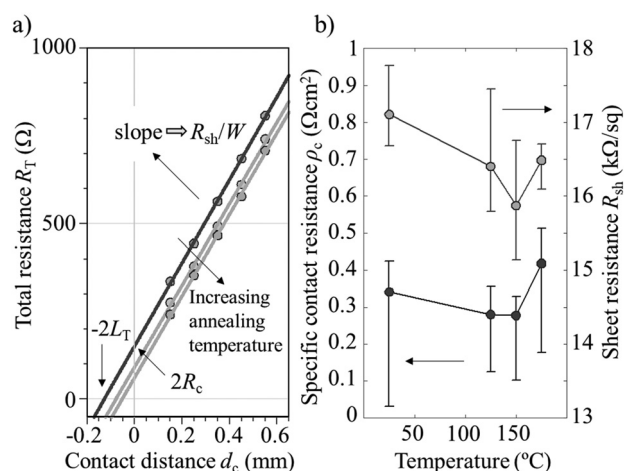 a)
1000
500
0
Total resistance R_T (Ω)
slope ⇨ R_sh/W
Increasing
annealing
temperature
-2L_T
2R_c
-0.2 0 0.2 0.4 0.6
Contact distance d_c (mm)
b)
1
0.9
0.8
0.7
0.6
0.5
0.4
0.3
0.2
0.1
0
Specific contact resistance ρ_c (Ωcm²)
50 100 150
Temperature (ºC)
18
17
16
15
14
13
Sheet resistance R_sh (kΩ/sq)